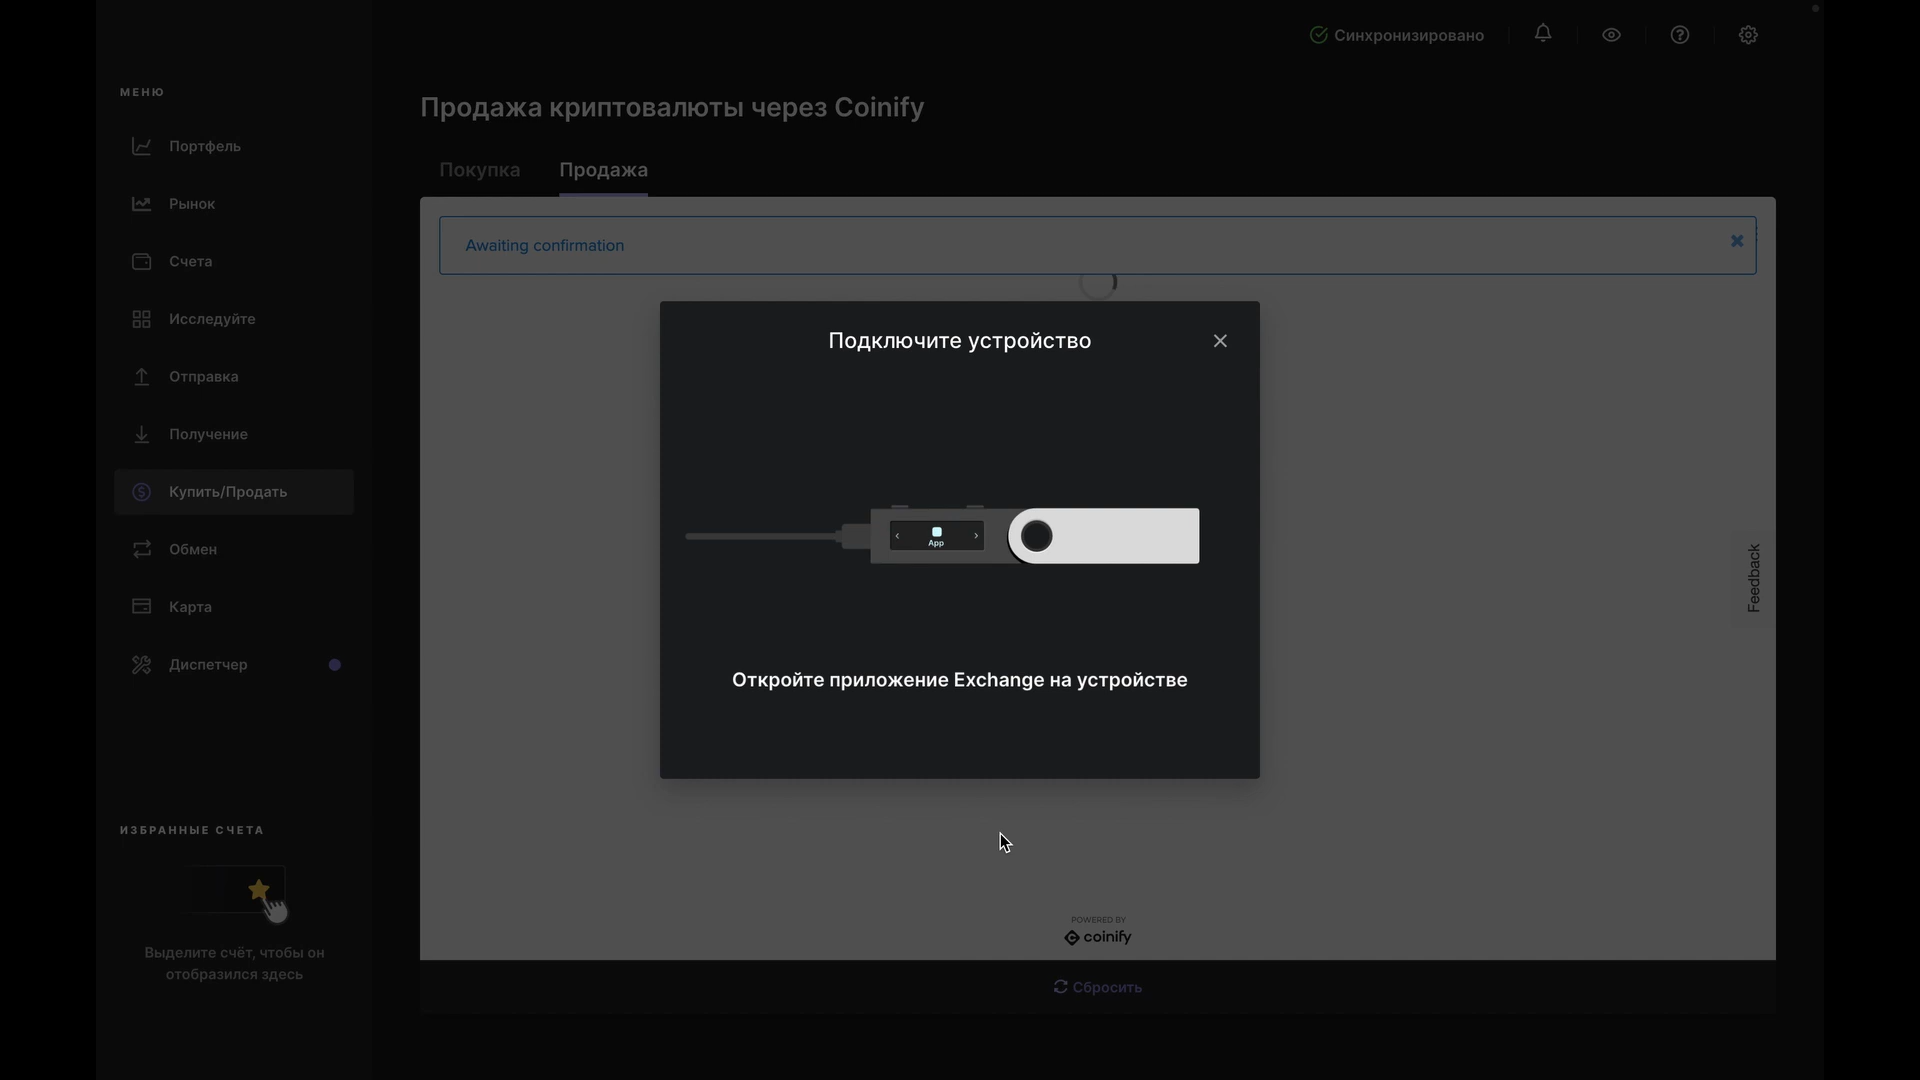 Синхронизировано
МЕНЮ
Портфель
Рынок
Счета
Исследуйте
Отправка
Получение
Купить/Продать
Обмен
Карта
Диспетчер
ИЗБРАННЫЕ СЧЕТА
Выделите счёт, чтобы он
отобразился здесь
Продажа криптовалюты через Coinify
Покупка
Продажа
Awaiting confirmation
Подключите устройство
App
Откройте приложение Exchange на устройстве
Feedback
POWERED BY
coinify
Сбросить